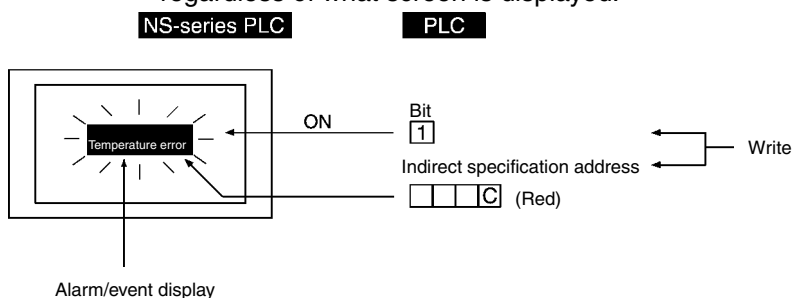 regardless of what screen is displayed.
NS-series PLC PLC
Bit
ON 1
Temperature error
Write
Indirect specification address
C (Red)
Alarm/event display